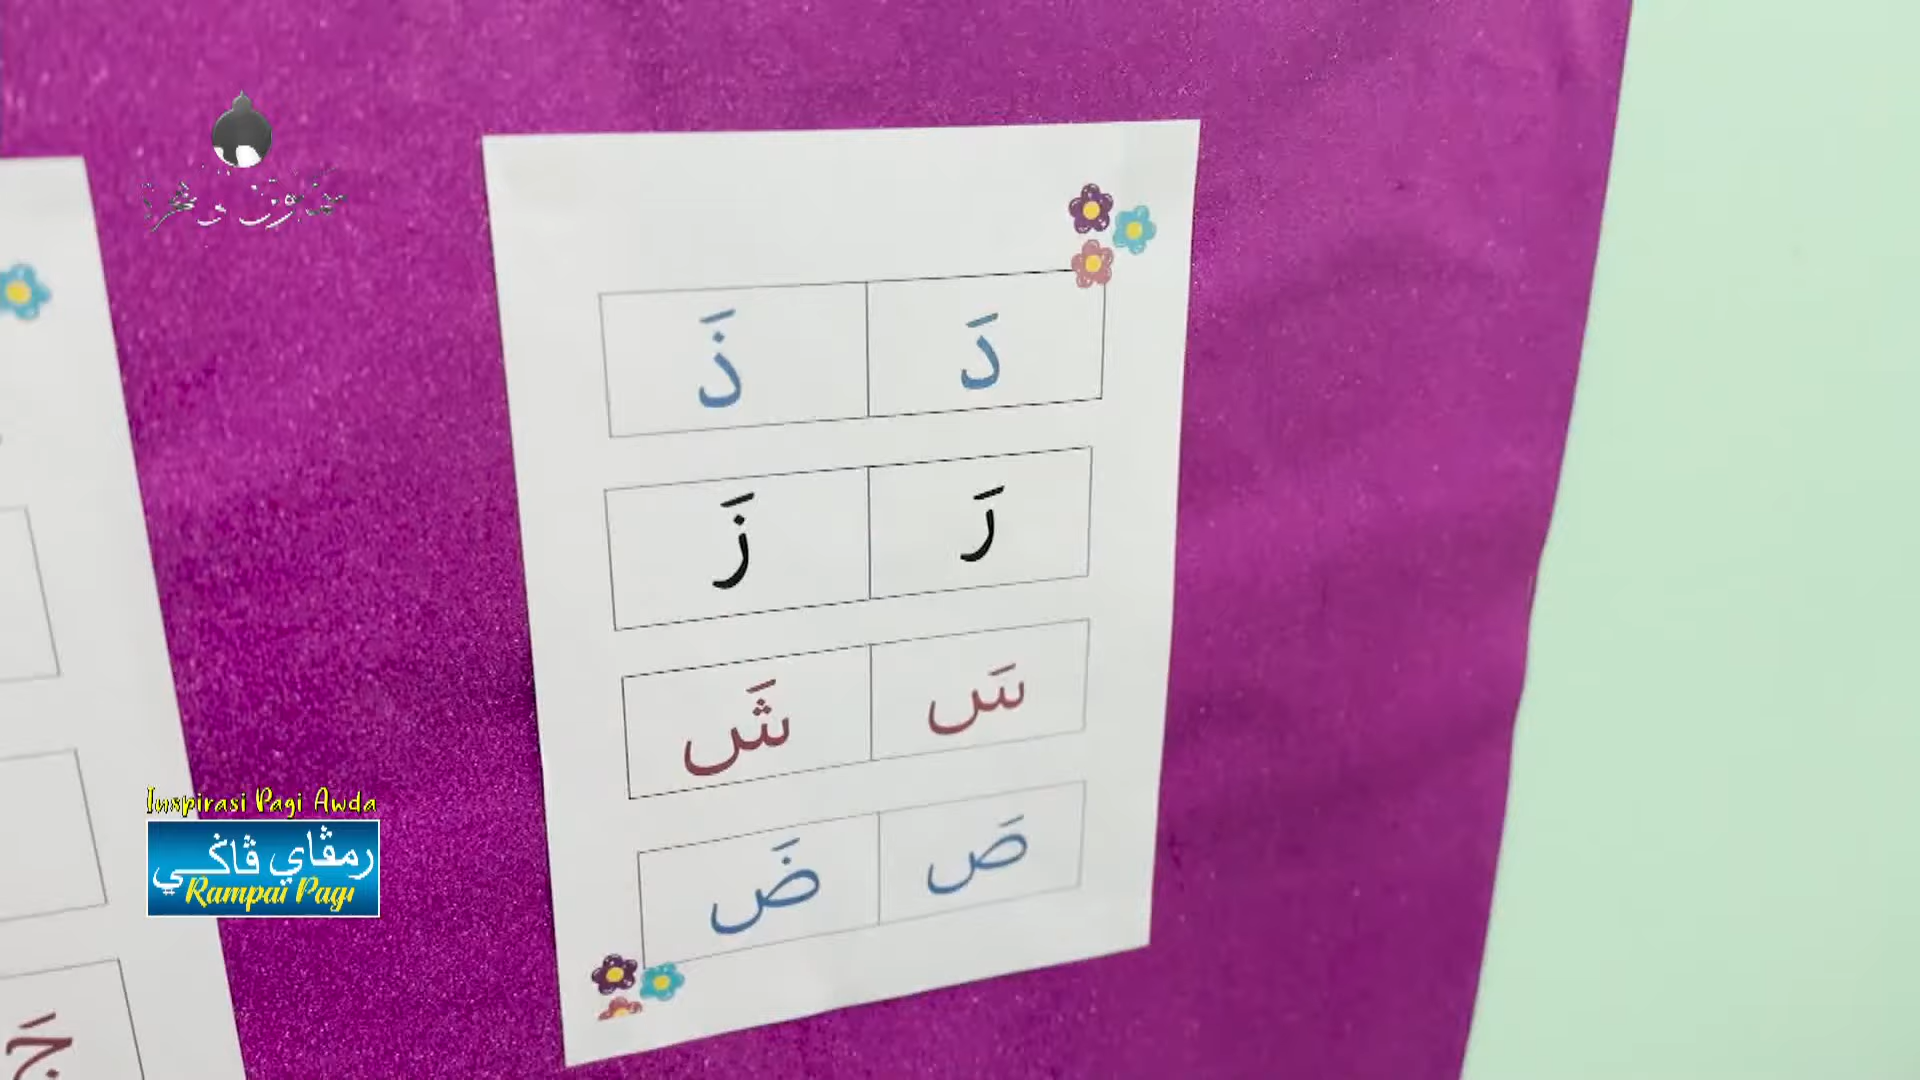 دَ ذَ
رَ زَ
سَ شَ
صَ ضَ
Inspirasi Pagi Awda
رمڤاي ڤاڬي
Rampai Pagi
خَ